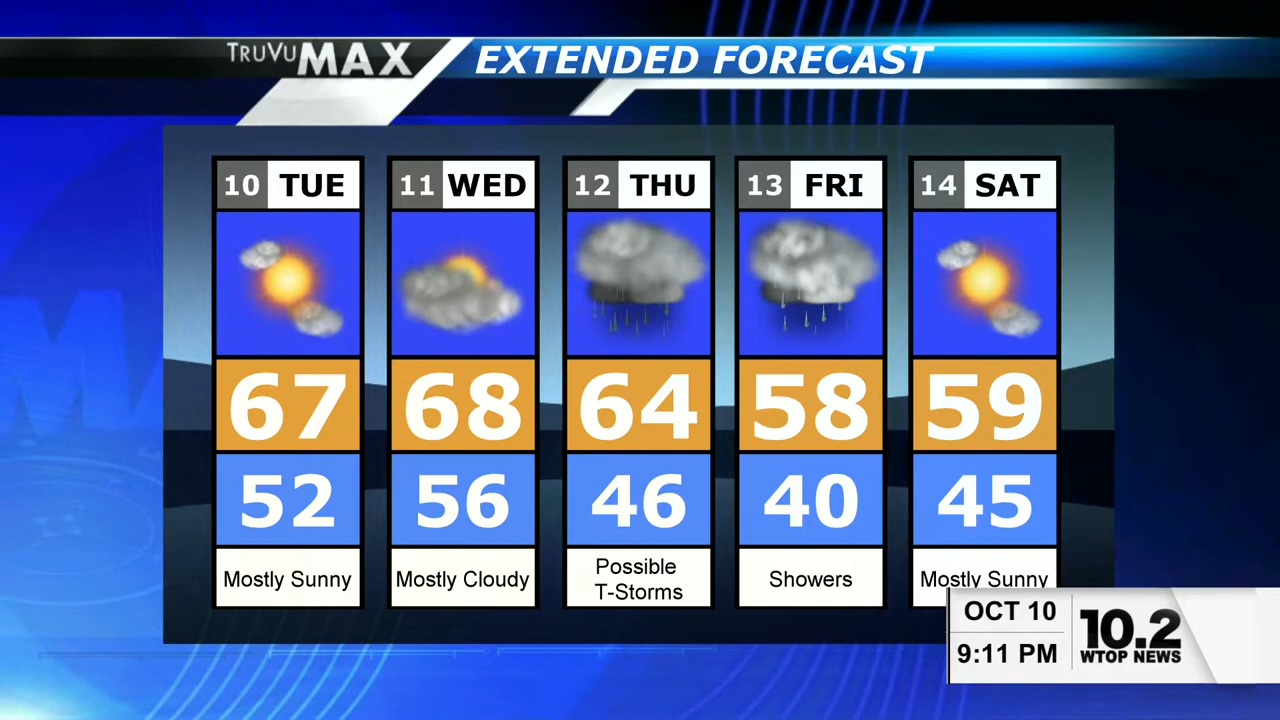 TRUVU MAX EXTENDED FORECAST
10 TUE 11 WED 12 THU 13 FRI 14 SAT
67 68 64 58 59
52 56 46 40 45
Mostly Sunny Mostly Cloudy Possible T-Storms Showers Mostly Sunny
OCT 10
9:11 PM
10.2
WTOP NEWS